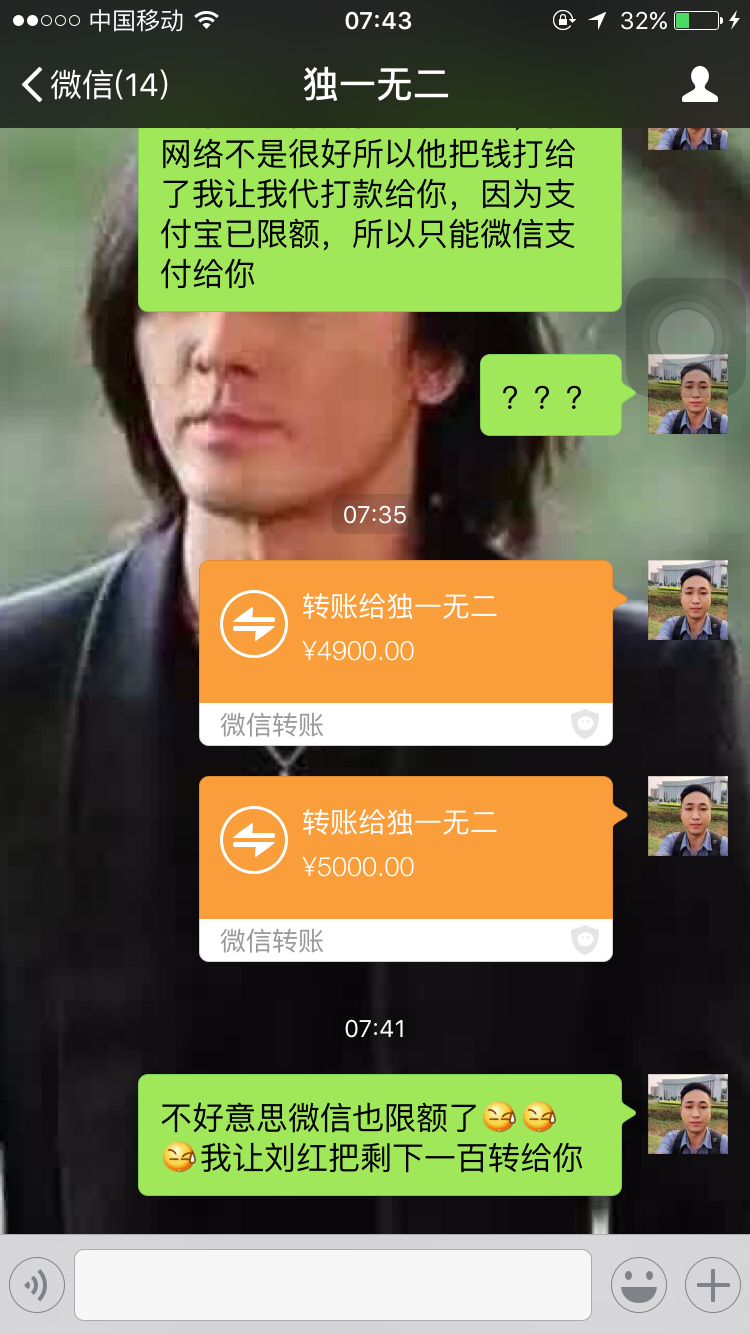 中国移动 07:43 32%
微信(14) 独一无二
网络不是很好所以他把钱打给
了我让我代打款给你，因为支
付宝已限额，所以只能微信支
付给你
？？？
07:35
转账给独一无二
¥4900.00
微信转账
转账给独一无二
¥5000.00
微信转账
07:41
不好意思微信也限额了😅😅
😅我让刘红把剩下一百转给你